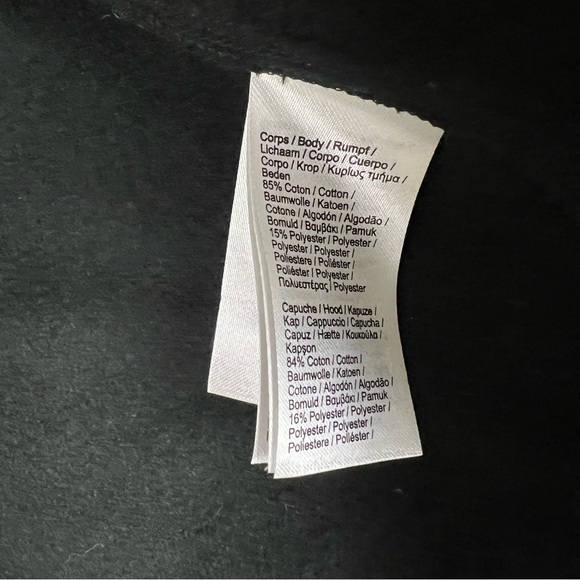 Corps / Body / Rumpf /
Lichaam / Corpo / Cuerpo /
Corpo / Krop / Κυρίως τμήμα /
Beden
85% Coton / Cotton /
Baumwolle / Katoen /
Cotone / Algodón / Algodão /
Bomuld / Βαμβάκι / Pamuk
15% Polyester / Polyester /
Polyester / Polyester /
Poliestere / Poliéster /
Poliéster / Polyester /
Πολυεστέρας / Polyester
Capuche / Hood / Kapuze /
Kap / Cappuccio / Capucha /
Capuz / Hætte / Κουκούλα /
Kapşon
84% Coton / Cotton /
Baumwolle / Katoen /
Cotone / Algodón / Algodão /
Bomuld / Βαμβάκι / Pamuk
16% Polyester / Polyester /
Polyester / Polyester /
Poliestere / Poliéster /